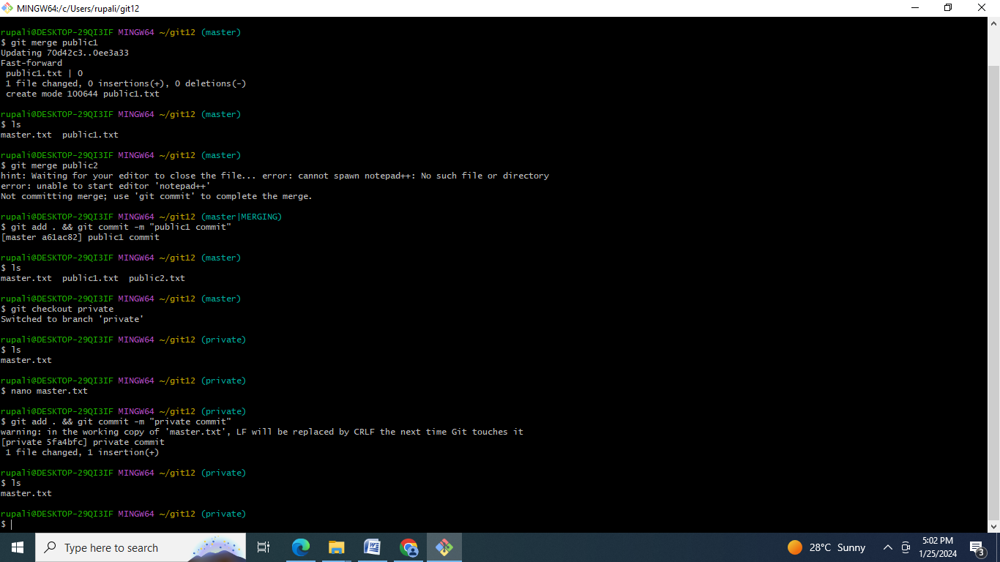 MINGW64:/c/Users/rupali/git12
rupali@DESKTOP-29QI3IF MINGW64 ~/git12 (master)
$ git merge public1
Updating 70d42c3..0ee3a33
Fast-forward
 public1.txt | 0
 1 file changed, 0 insertions(+), 0 deletions(-)
 create mode 100644 public1.txt
rupali@DESKTOP-29QI3IF MINGW64 ~/git12 (master)
$ ls
master.txt  public1.txt
rupali@DESKTOP-29QI3IF MINGW64 ~/git12 (master)
$ git merge public2
hint: Waiting for your editor to close the file... error: cannot spawn notepad++: No such file or directory
error: unable to start editor 'notepad++'
Not committing merge; use 'git commit' to complete the merge.
rupali@DESKTOP-29QI3IF MINGW64 ~/git12 (master|MERGING)
$ git add . && git commit -m "public1 commit"
[master a61ac82] public1 commit
rupali@DESKTOP-29QI3IF MINGW64 ~/git12 (master)
$ ls
master.txt  public1.txt  public2.txt
rupali@DESKTOP-29QI3IF MINGW64 ~/git12 (master)
$ git checkout private
Switched to branch 'private'
rupali@DESKTOP-29QI3IF MINGW64 ~/git12 (private)
$ ls
master.txt
rupali@DESKTOP-29QI3IF MINGW64 ~/git12 (private)
$ nano master.txt
rupali@DESKTOP-29QI3IF MINGW64 ~/git12 (private)
$ git add . && git commit -m "private commit"
warning: in the working copy of 'master.txt', LF will be replaced by CRLF the next time Git touches it
[private 5fa4bfc] private commit
 1 file changed, 1 insertion(+)
rupali@DESKTOP-29QI3IF MINGW64 ~/git12 (private)
$ ls
master.txt
rupali@DESKTOP-29QI3IF MINGW64 ~/git12 (private)
$
Type here to search
W
28°C Sunny
5:02 PM
1/25/2024
3